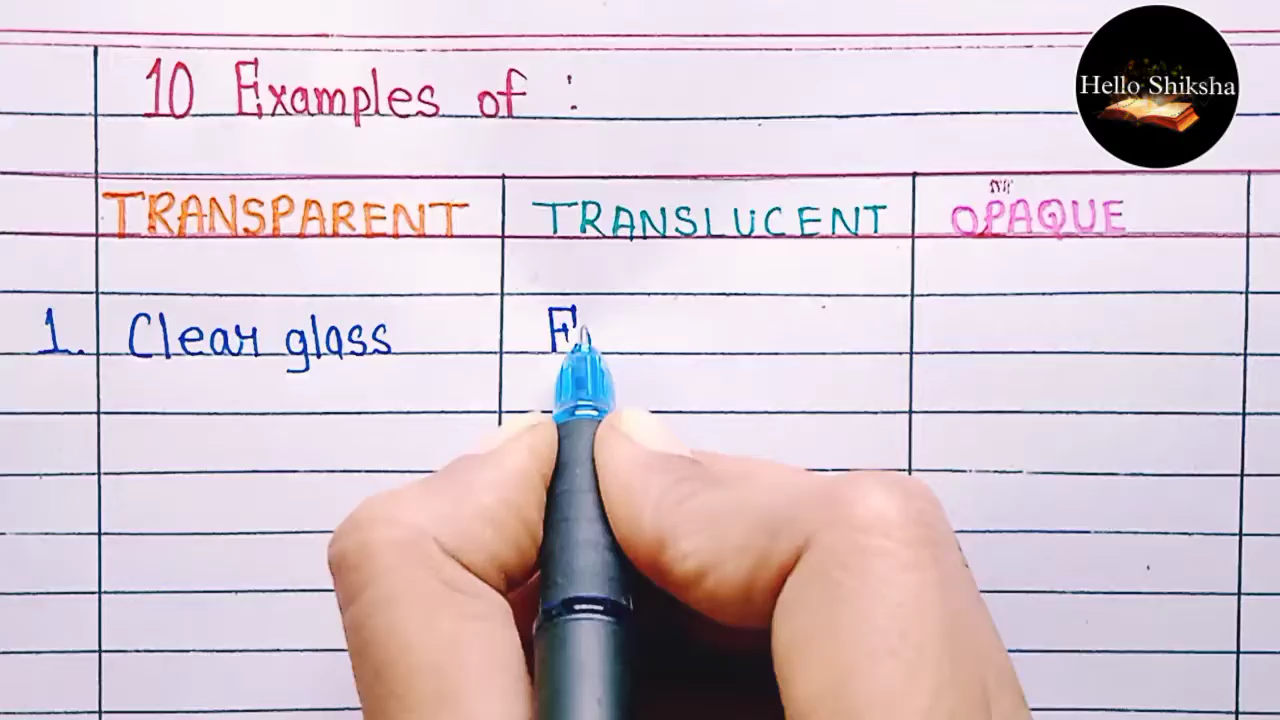 Hello Shiksha
10 Examples of :
TRANSPARENT TRANSLUCENT OPAQUE
1. Clear glass F